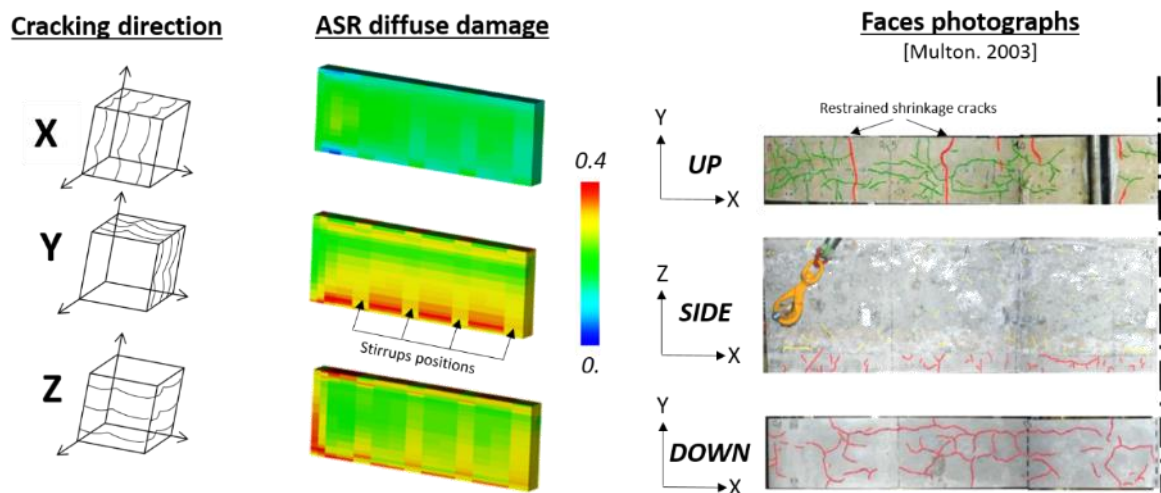 Cracking direction
ASR diffuse damage
Faces photographs
[Multon. 2003]
X
Y
Z
0.4
0.
Stirrups positions
Restrained shrinkage cracks
Y
X
UP
Z
X
SIDE
Y
X
DOWN